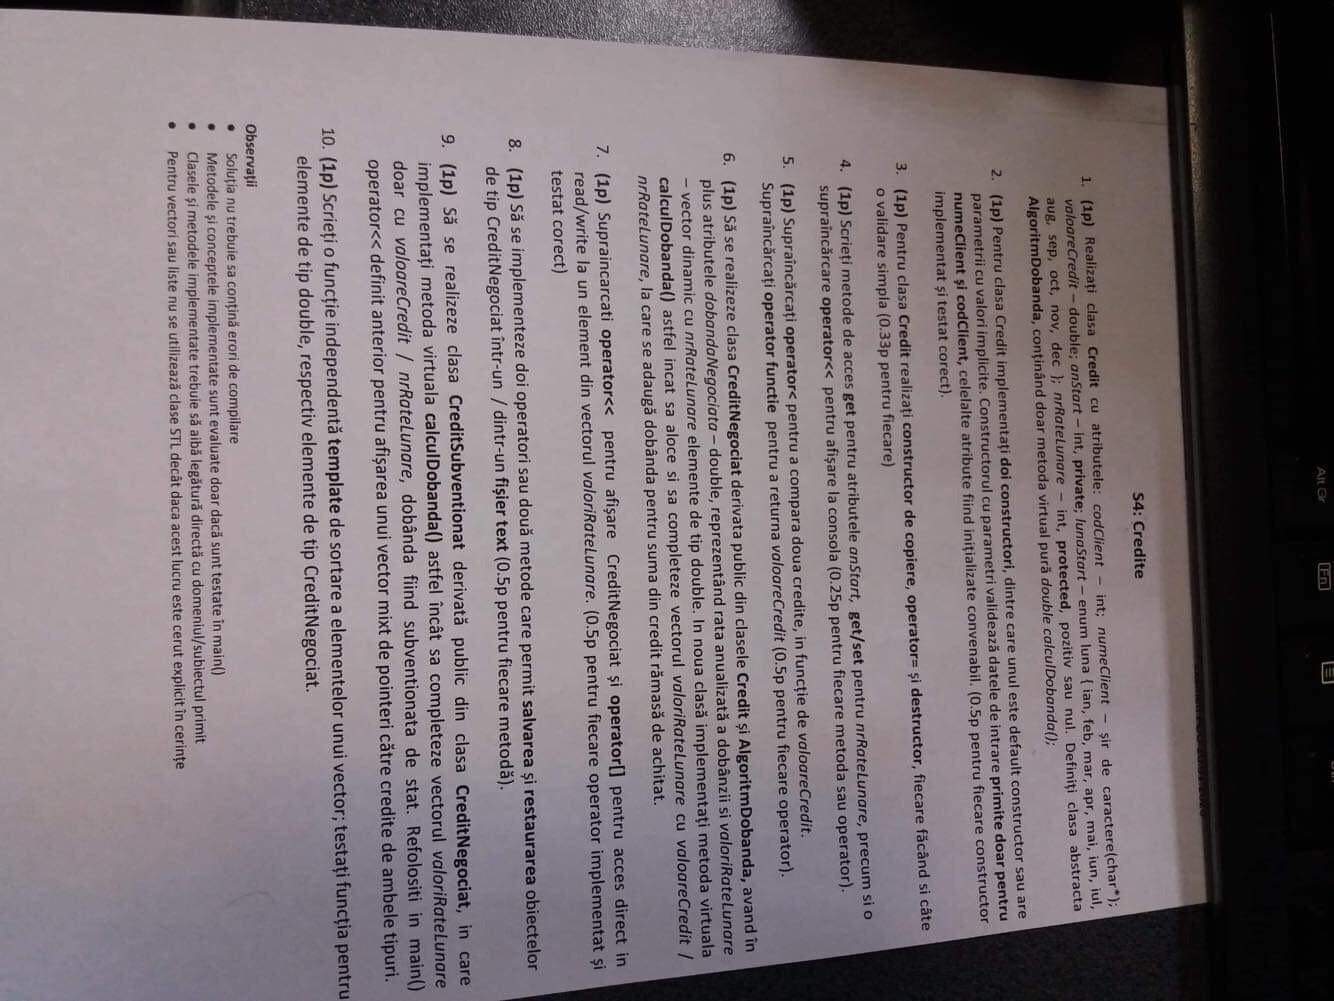 Alt Gr
Fn
S4: Credite
1. (1p) Realizați clasa Credit cu atributele: codClient – int; numeClient – șir de caractere(char*);
valoareCredit – double; anStart – int, private; lunaStart – enum luna { ian, feb, mar, apr, mai, iun, iul,
aug, sep, oct, nov, dec }; nrRateLunare – int, protected, pozitiv sau nul. Definiți clasa abstracta
AlgoritmDobanda, conținând doar metoda virtual pură double calculDobanda();
2. (1p) Pentru clasa Credit implementați doi constructori, dintre care unul este default constructor sau are
parametrii cu valori implicite. Constructorul cu parametri validează datele de intrare primite doar pentru
numeClient și codClient, celelalte atribute fiind inițializate convenabil. (0.5p pentru fiecare constructor
implementat și testat corect).
3. (1p) Pentru clasa Credit realizați constructor de copiere, operator= și destructor, fiecare făcând si câte
o validare simpla (0.33p pentru fiecare)
4. (1p) Scrieți metode de acces get pentru atributele anStart, get/set pentru nrRateLunare, precum si o
supraîncărcare operator<< pentru afișare la consola (0.25p pentru fiecare metoda sau operator).
5. (1p) Supraîncărcați operator< pentru a compara doua credite, in funcție de valoareCredit.
Supraîncărcați operator functie pentru a returna valoareCredit (0.5p pentru fiecare operator).
6. (1p) Să se realizeze clasa CreditNegociat derivata public din clasele Credit și AlgoritmDobanda, avand în
plus atributele dobandaNegociata – double, reprezentând rata anualizată a dobânzii si valoriRateLunare
– vector dinamic cu nrRateLunare elemente de tip double. In noua clasă implementați metoda virtuala
calculDobanda() astfel incat sa aloce si sa completeze vectorul valoriRateLunare cu valoareCredit /
nrRateLunare, la care se adaugă dobânda pentru suma din credit rămasă de achitat.
7. (1p) Supraincarcati operator<< pentru afișare CreditNegociat și operator[] pentru acces direct in
read/write la un element din vectorul valoriRateLunare. (0.5p pentru fiecare operator implementat și
testat corect)
8. (1p) Să se implementeze doi operatori sau două metode care permit salvarea și restaurarea obiectelor
de tip CreditNegociat într-un / dintr-un fișier text (0.5p pentru fiecare metodă).
9. (1p) Să se realizeze clasa CreditSubventionat derivată public din clasa CreditNegociat, in care
implementați metoda virtuala calculDobanda() astfel încât sa completeze vectorul valoriRateLunare
doar cu valoareCredit / nrRateLunare, dobânda fiind subventionata de stat. Refolositi in main()
operator<< definit anterior pentru afișarea unui vector mixt de pointeri către credite de ambele tipuri.
10. (1p) Scrieți o funcție independentă template de sortare a elementelor unui vector; testați funcția pentru
elemente de tip double, respectiv elemente de tip CreditNegociat.
Observații
• Soluția nu trebuie sa conțină erori de compilare
• Metodele și conceptele implementate sunt evaluate doar dacă sunt testate în main()
• Clasele și metodele implementate trebuie să aibă legătură directă cu domeniul/subiectul primit
• Pentru vectori sau liste nu se utilizează clase STL decât daca acest lucru este cerut explicit în cerințe